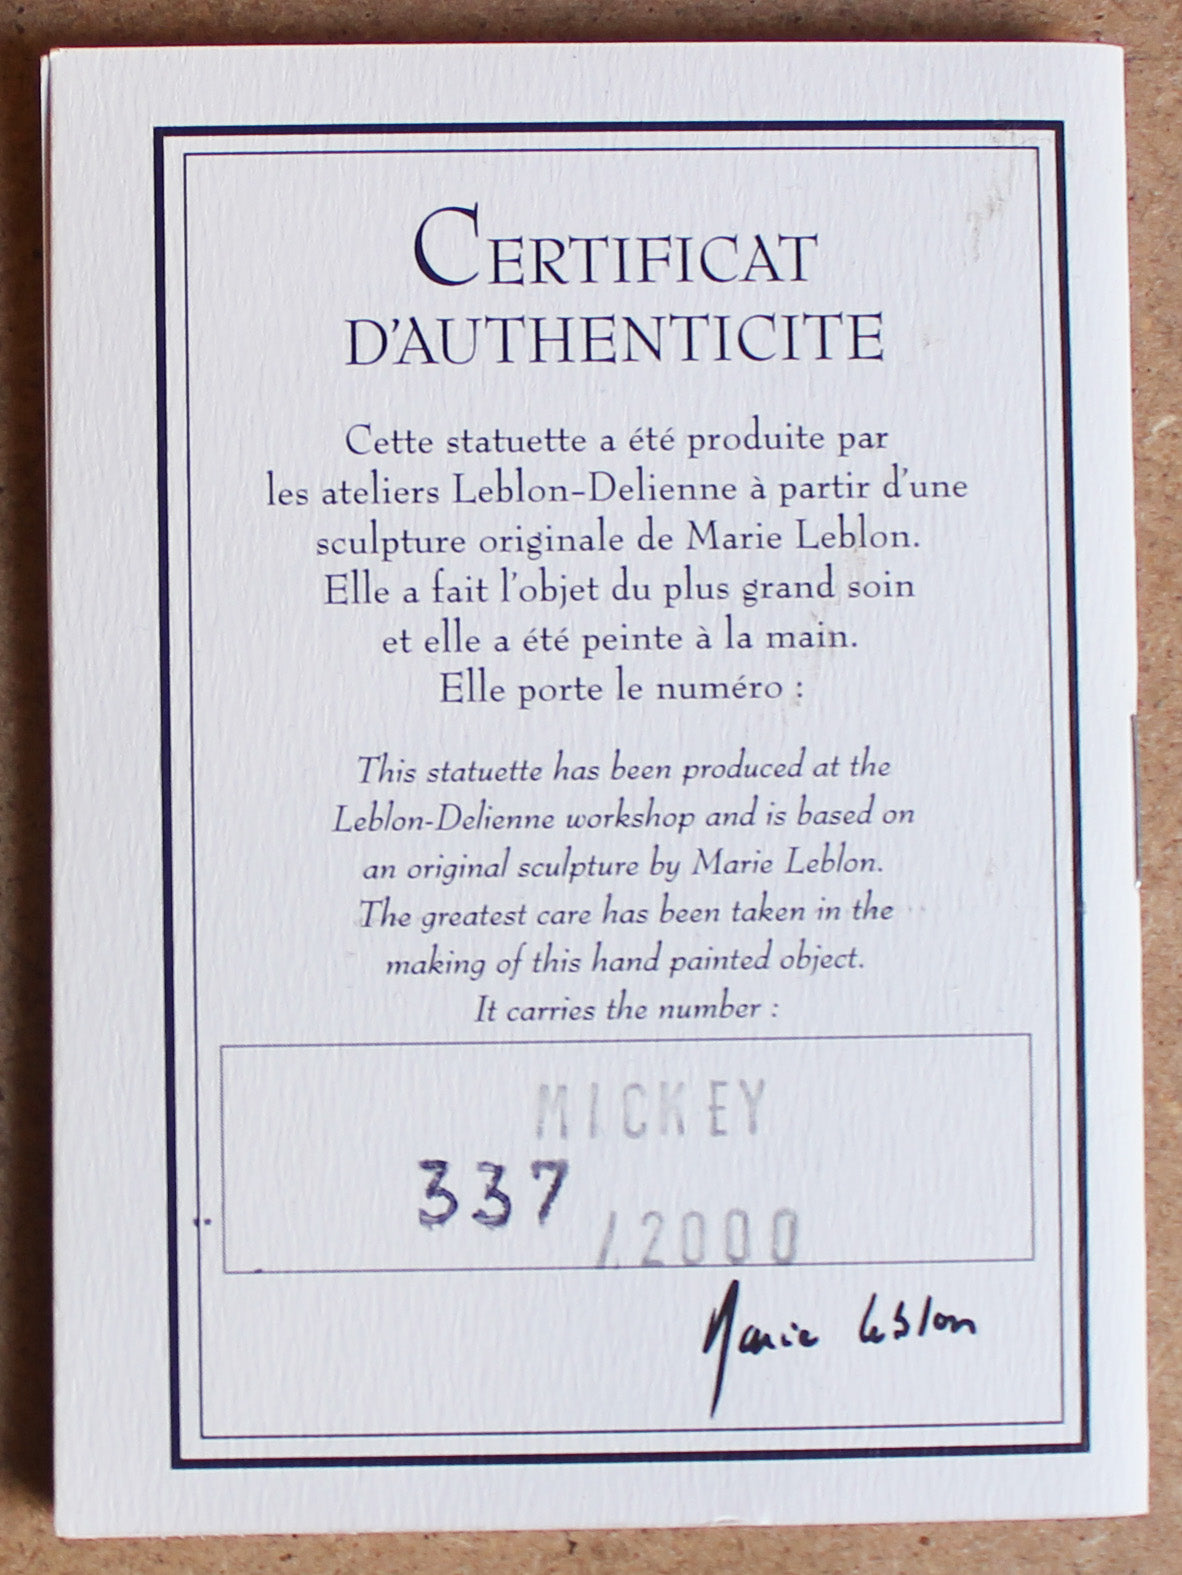 CERTIFICAT
D'AUTHENTICITE
Cette statuette a été produite par
les ateliers Leblon-Delienne à partir d'une
sculpture originale de Marie Leblon.
Elle a fait l'objet du plus grand soin
et elle a été peinte à la main.
Elle porte le numéro :
This statuette has been produced at the
Leblon-Delienne workshop and is based on
an original sculpture by Marie Leblon.
The greatest care has been taken in the
making of this hand painted object.
It carries the number :
MICKEY
337
/2000
Marie Leblon